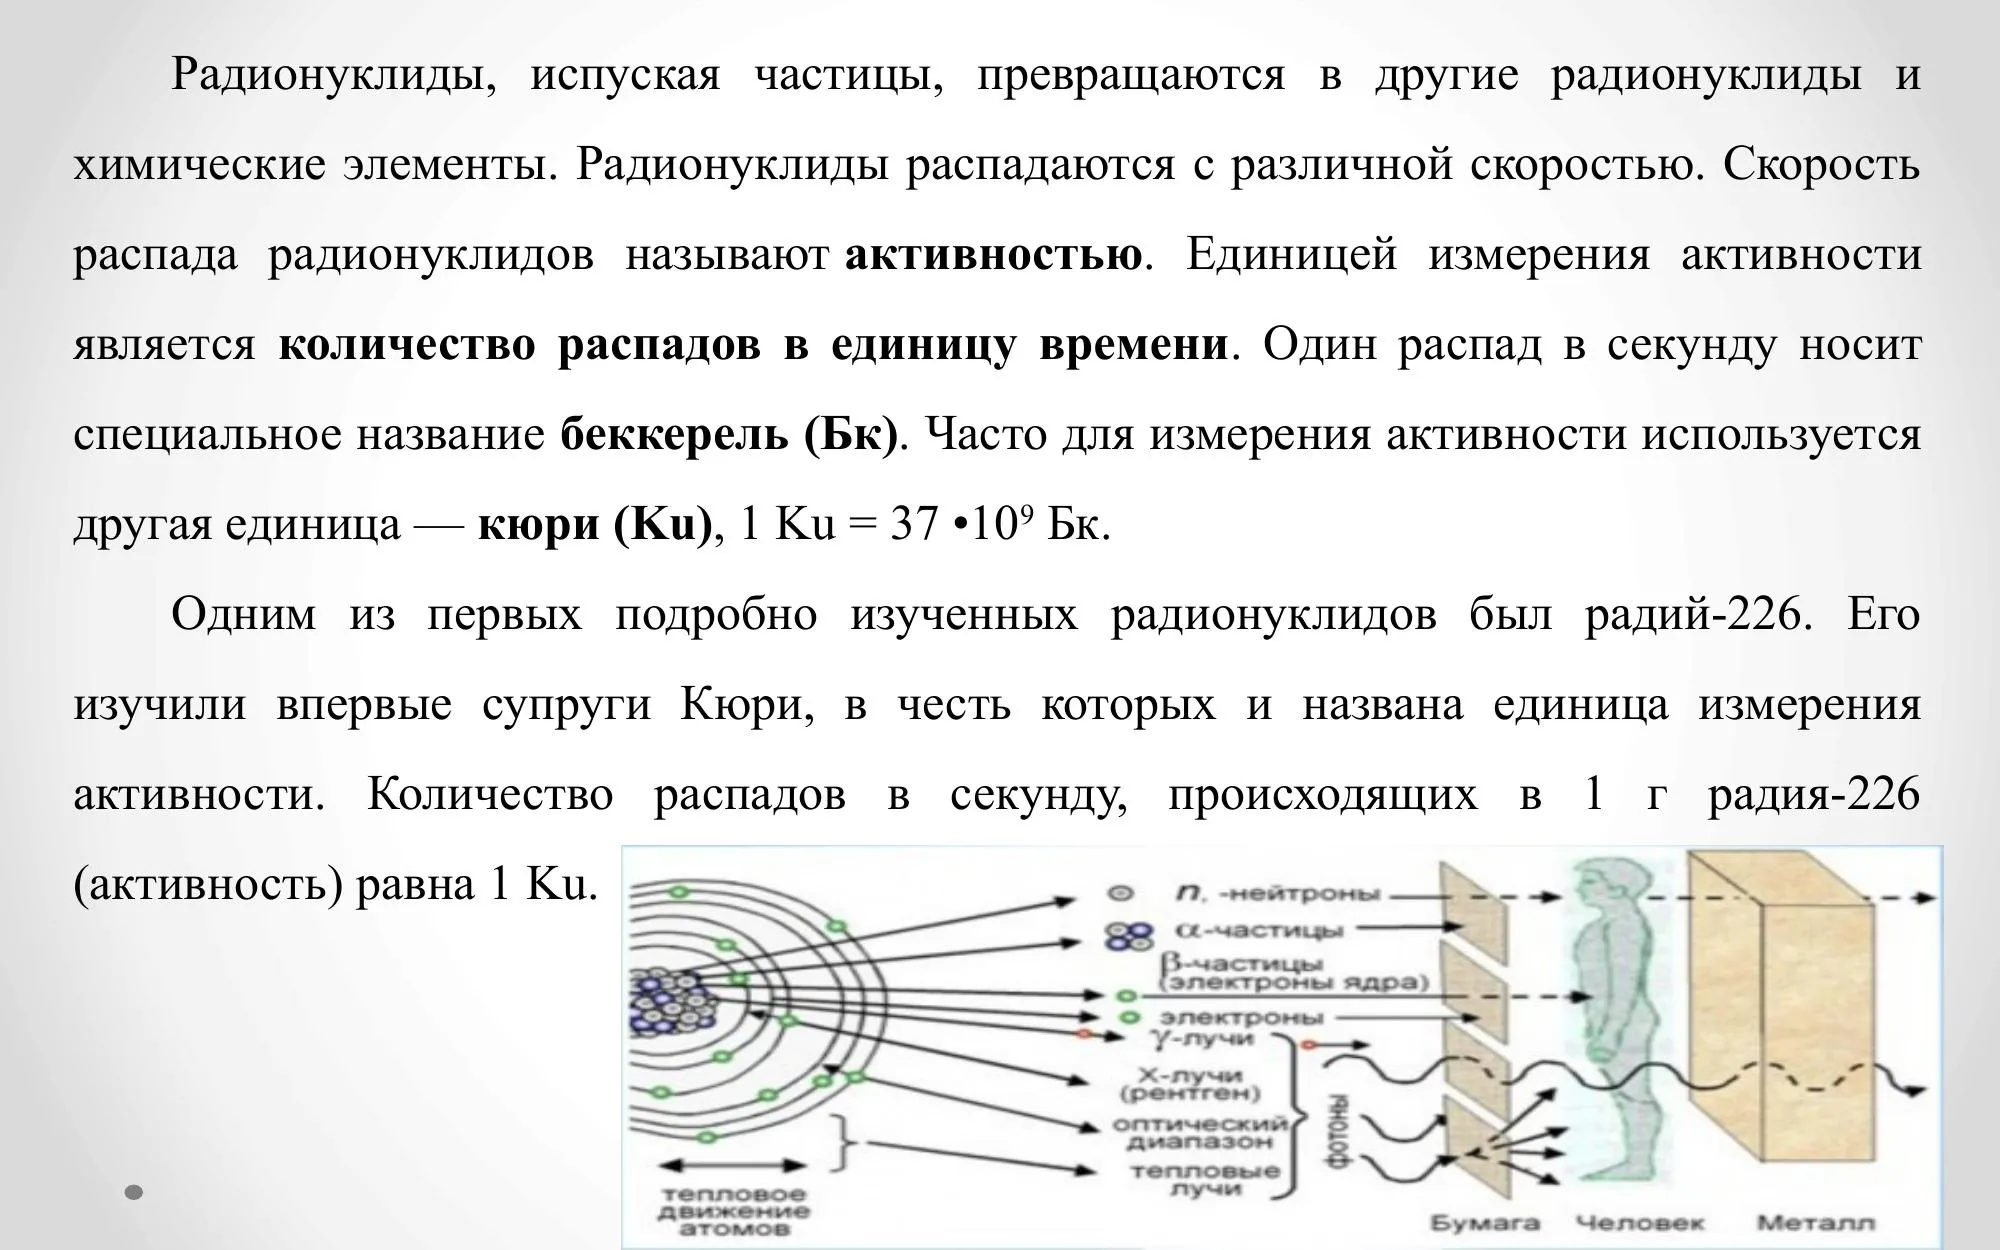 Радионуклиды, испуская частицы, превращаются в другие радионуклиды и
химические элементы. Радионуклиды распадаются с различной скоростью. Скорость
распада радионуклидов называют активностью. Единицей измерения активности
является количество распадов в единицу времени. Один распад в секунду носит
специальное название беккерель (Бк). Часто для измерения активности используется
другая единица — кюри (Ku), 1 Ku = 37 •10⁹ Бк.
Одним из первых подробно изученных радионуклидов был радий-226. Его
изучили впервые супруги Кюри, в честь которых и названа единица измерения
активности. Количество распадов в секунду, происходящих в 1 г радия-226
(активность) равна 1 Ku.
n, -нейтроны
α-частицы
β-частицы
(электроны ядра)
электроны
γ-лучи
X-лучи
(рентген)
оптический
диапазон
тепловые
лучи
фотоны
тепловое
движение
атомов
Бумага
Человек
Металл